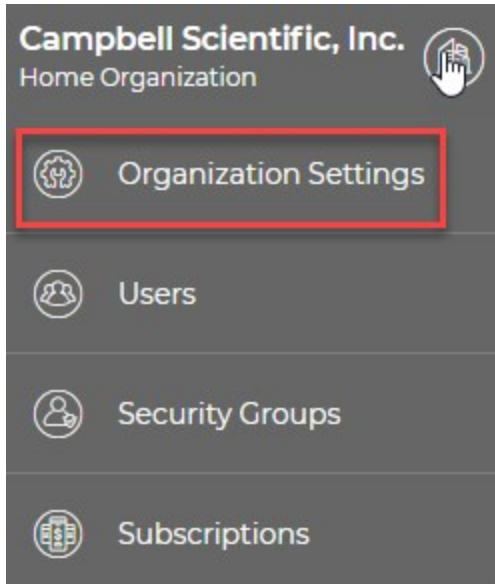 Campbell Scientific, Inc.
Home Organization
Organization Settings
Users
Security Groups
Subscriptions